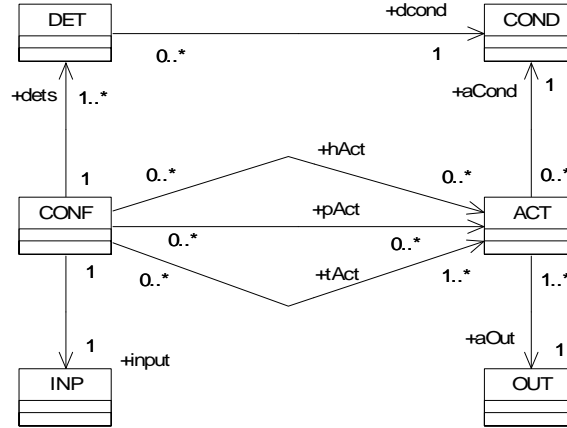 DET
+dcond
COND
0..*
1
+dets
1..*
+aCond
1
0..*
+hAct
0..*
1
CONF
+pAct
ACT
0..*
0..*
0..*
+tAct
1..*
1
1..*
1
+input
+aOut
1
INP
OUT